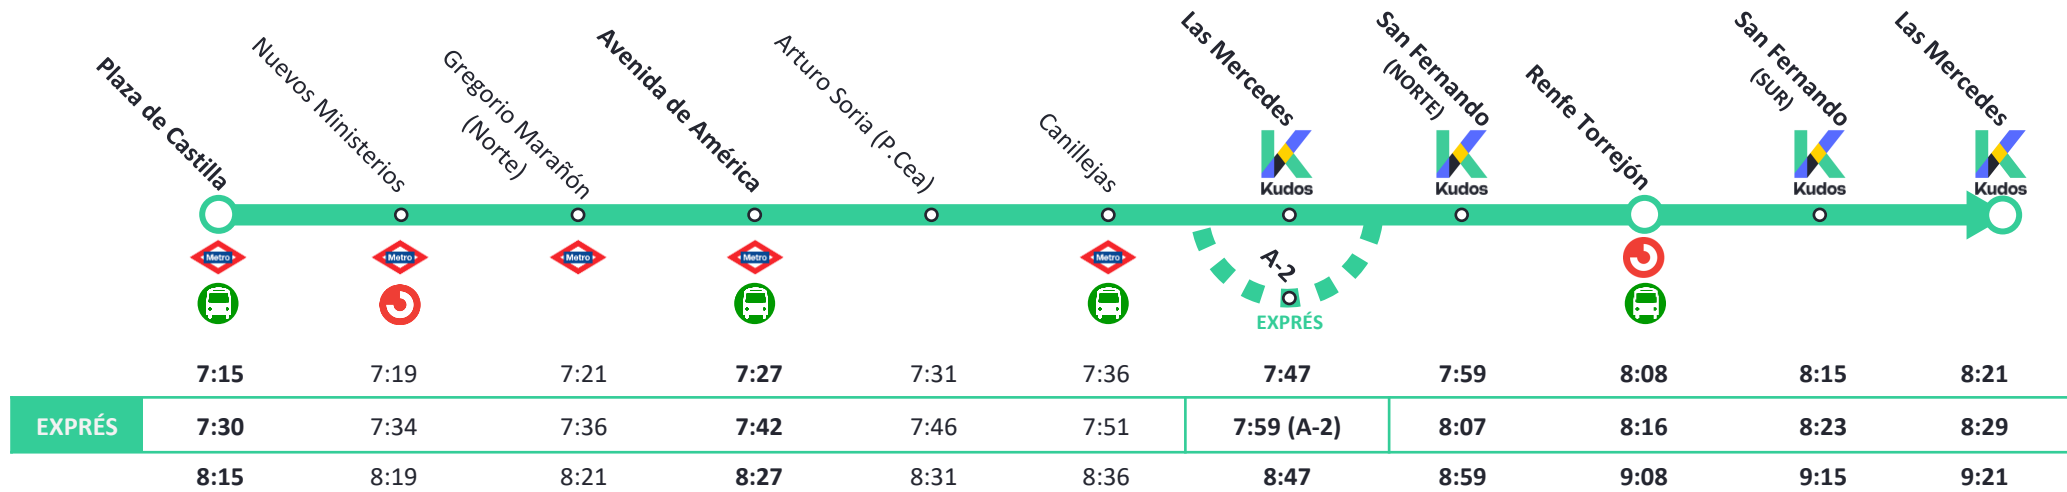 Plaza de Castilla
Nuevos Ministerios
Gregorio Marañón
(Norte)
Avenida de América
Arturo Soria (P.Cea)
Canillejas
Las Mercedes
San Fernando
(NORTE)
Renfe Torrejón
San Fernando
(SUR)
Las Mercedes
Kudos
Kudos
Kudos
Kudos
Metro
Metro
Metro
Metro
Metro
A-2
EXPRÉS
7:15 7:19 7:21 7:27 7:31 7:36 7:47 7:59 8:08 8:15 8:21
EXPRÉS 7:30 7:34 7:36 7:42 7:46 7:51 7:59 (A-2) 8:07 8:16 8:23 8:29
8:15 8:19 8:21 8:27 8:31 8:36 8:47 8:59 9:08 9:15 9:21